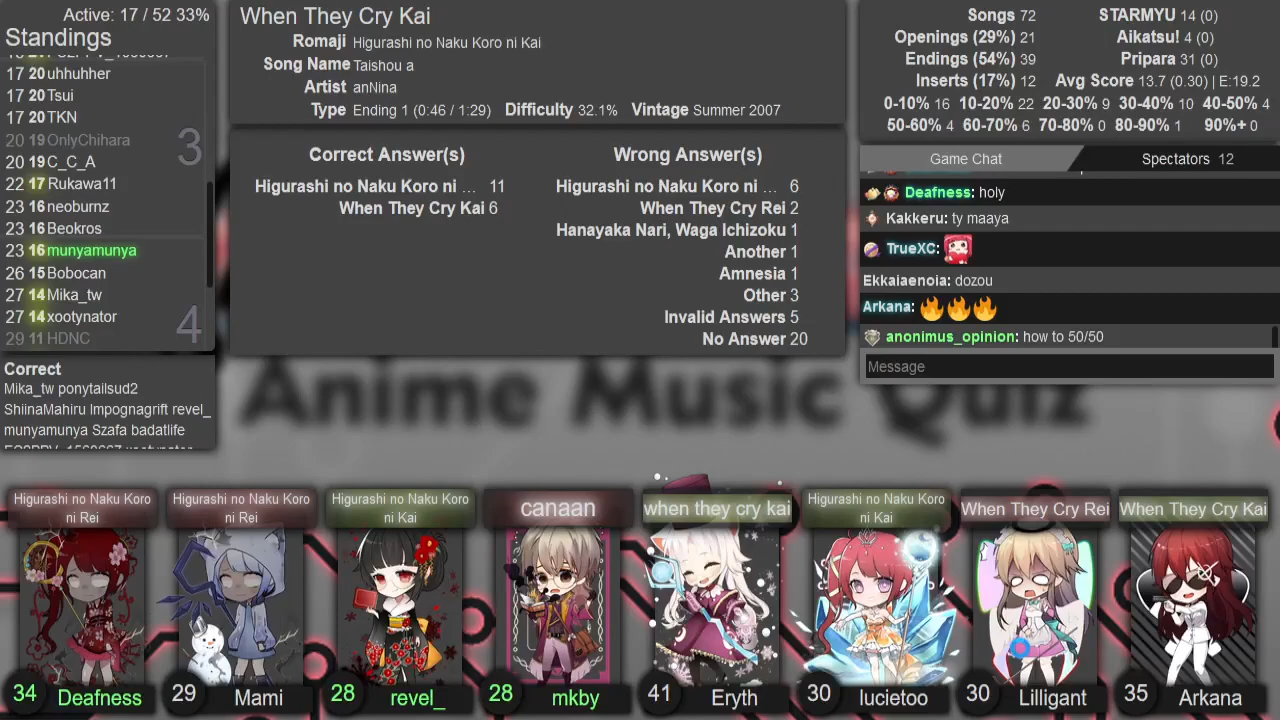 Active: 17 / 52 33%
Standings
17 20 uhhuhher
17 20 Tsui
17 20 TKN
20 19 OnlyChihara
3
20 19 C_C_A
22 17 Rukawa11
23 16 neoburnz
23 16 Beokros
23 16 munyamunya
26 15 Bobocan
27 14 Mika_tw
27 14 xootynator
4
29 11 HDNC
Correct
Mika_tw ponytailsud2
ShiinaMahiru Impognagrift revel_
munyamunya Szafa badatlife
When They Cry Kai
Romaji Higurashi no Naku Koro ni Kai
Song Name Taishou a
Artist anNina
Type Ending 1 (0:46 / 1:29) Difficulty 32.1% Vintage Summer 2007
Correct Answer(s)
Higurashi no Naku Koro ni ... 11
When They Cry Kai 6
Wrong Answer(s)
Higurashi no Naku Koro ni ... 6
When They Cry Rei 2
Hanayaka Nari, Waga Ichizoku 1
Another 1
Amnesia 1
Other 3
Invalid Answers 5
No Answer 20
Songs 72 STARMYU 14 (0)
Openings (29%) 21 Aikatsu! 4 (0)
Endings (54%) 39 Pripara 31 (0)
Inserts (17%) 12 Avg Score 13.7 (0.30) | E:19.2
0-10% 16 10-20% 22 20-30% 9 30-40% 10 40-50% 4
50-60% 4 60-70% 6 70-80% 0 80-90% 1 90%+ 0
Game Chat Spectators 12
Deafness: holy
Kakkeru: ty maaya
TrueXC:
Ekkaiaenoia: dozou
Arkana: 🔥🔥🔥
anonimus_opinion: how to 50/50
Message
Anime Music Quiz
Higurashi no Naku Koro
ni Rei
Higurashi no Naku Koro
ni Rei
Higurashi no Naku Koro
ni Kai
canaan
when they cry kai
Higurashi no Naku Koro
ni Kai
When They Cry Rei
When They Cry Kai
34 Deafness
29 Mami
28 revel_
28 mkby
41 Eryth
30 lucietoo
30 Lilligant
35 Arkana